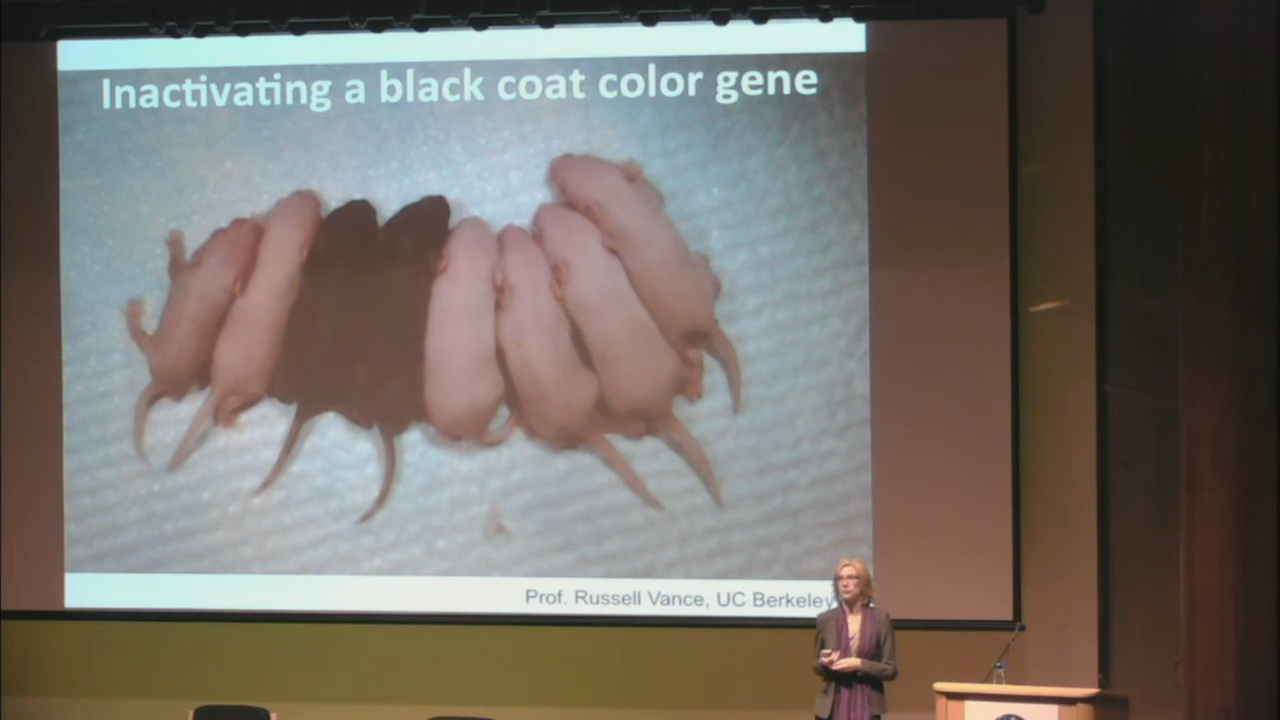 Inactivating a black coat color gene
Prof. Russell Vance, UC Berkeley